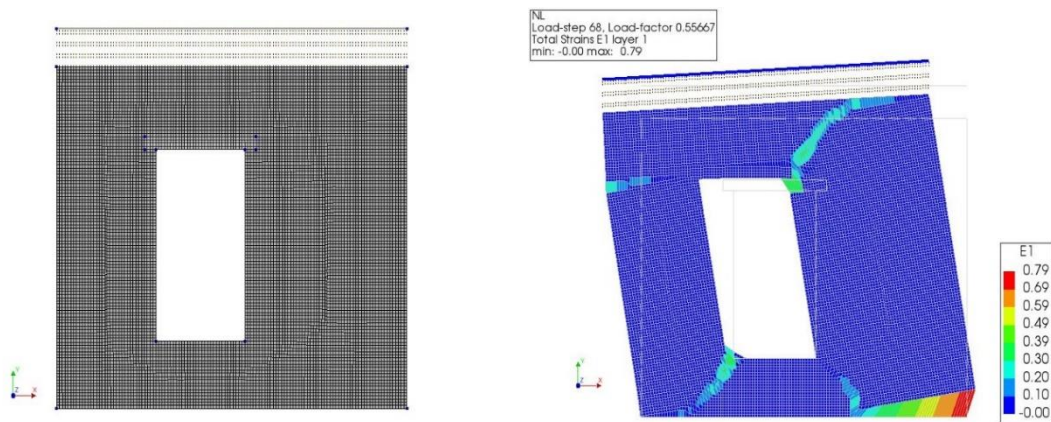 NL
Load-step 68, Load-factor 0.55667
Total Strains E1 layer 1
min: -0.00 max: 0.79
Y
Z X
Y
Z X
E1
0.79
0.69
0.59
0.49
0.39
0.30
0.20
0.10
-0.00